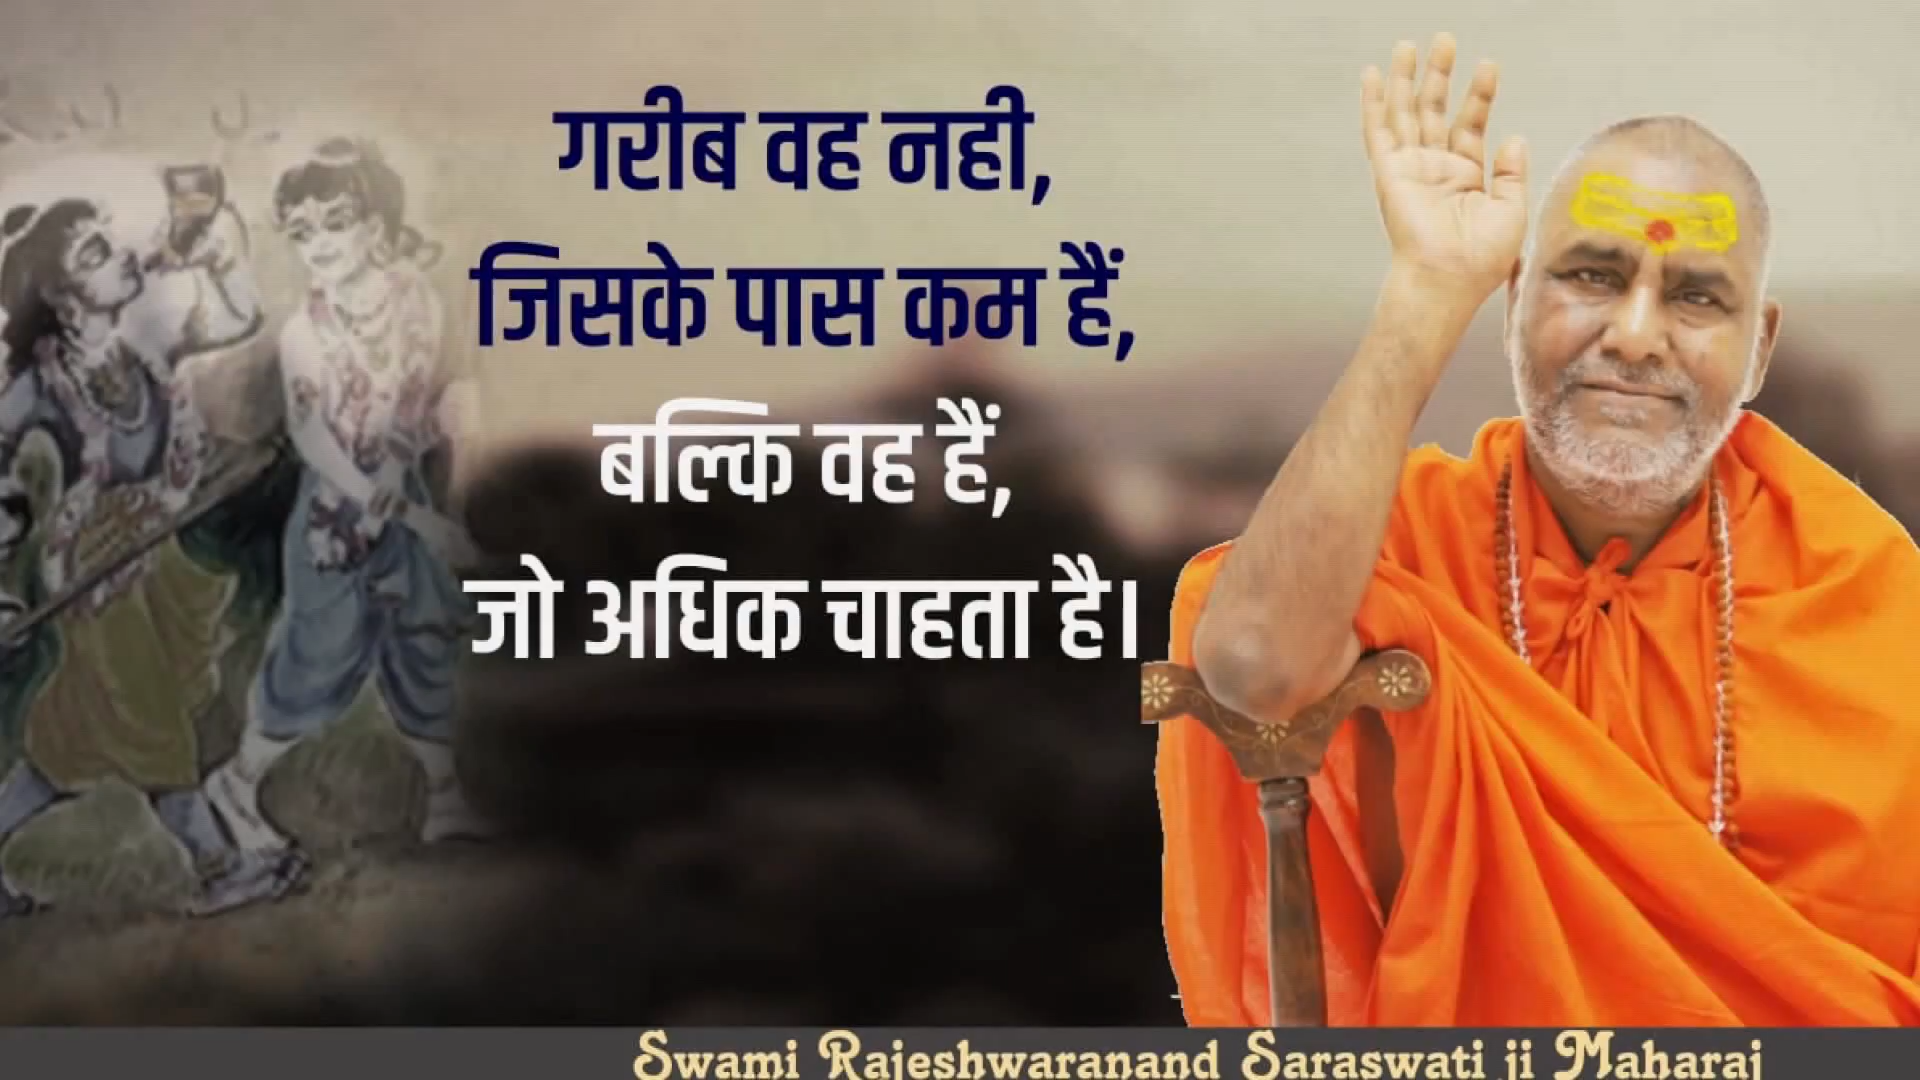 गरीब वह नही,
जिसके पास कम हैं,
बल्कि वह हैं,
जो अधिक चाहता है।
Swami Rajeshwaranand Saraswati ji Maharaj